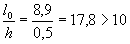 l₀/h = 8,9/0,5 = 17,8 > 10